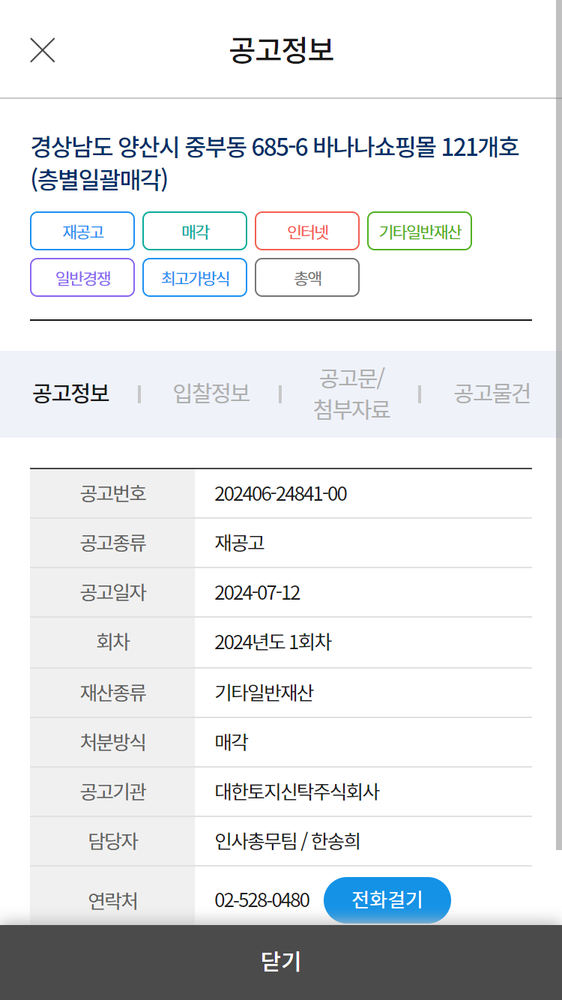 공고정보
경상남도 양산시 중부동 685-6 바나나쇼핑몰 121개호
(층별일괄매각)
재공고 매각 인터넷 기타일반재산
일반경쟁 최고가방식 총액
공고정보 입찰정보 공고문/ 공고물건
첨부자료
공고번호 202406-24841-00
공고종류 재공고
공고일자 2024-07-12
회차 2024년도 1회차
재산종류 기타일반재산
처분방식 매각
공고기관 대한토지신탁주식회사
담당자 인사총무팀 / 한송희
연락처 02-528-0480 전화걸기
닫기